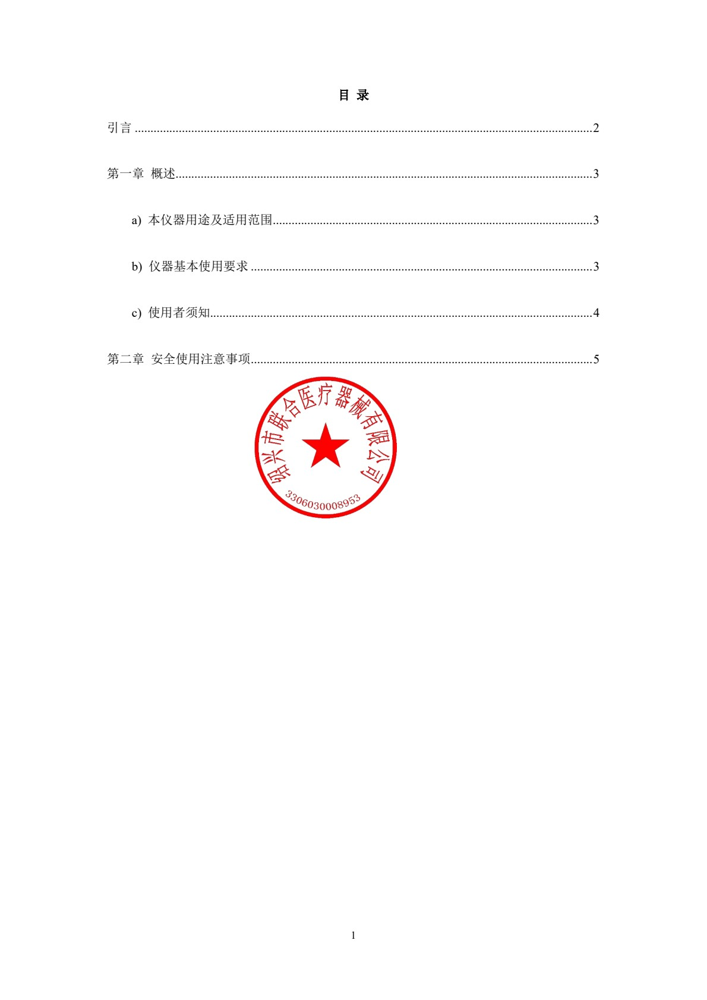 目 录
引言 ........................................................................................................................................2
第一章 概述............................................................................................................................3
a) 本仪器用途及适用范围...............................................................................................3
b) 仪器基本使用要求 ......................................................................................................3
c) 使用者须知..................................................................................................................4
第二章 安全使用注意事项......................................................................................................5
绍兴市联合医疗器械有限公司
3306030008953
1